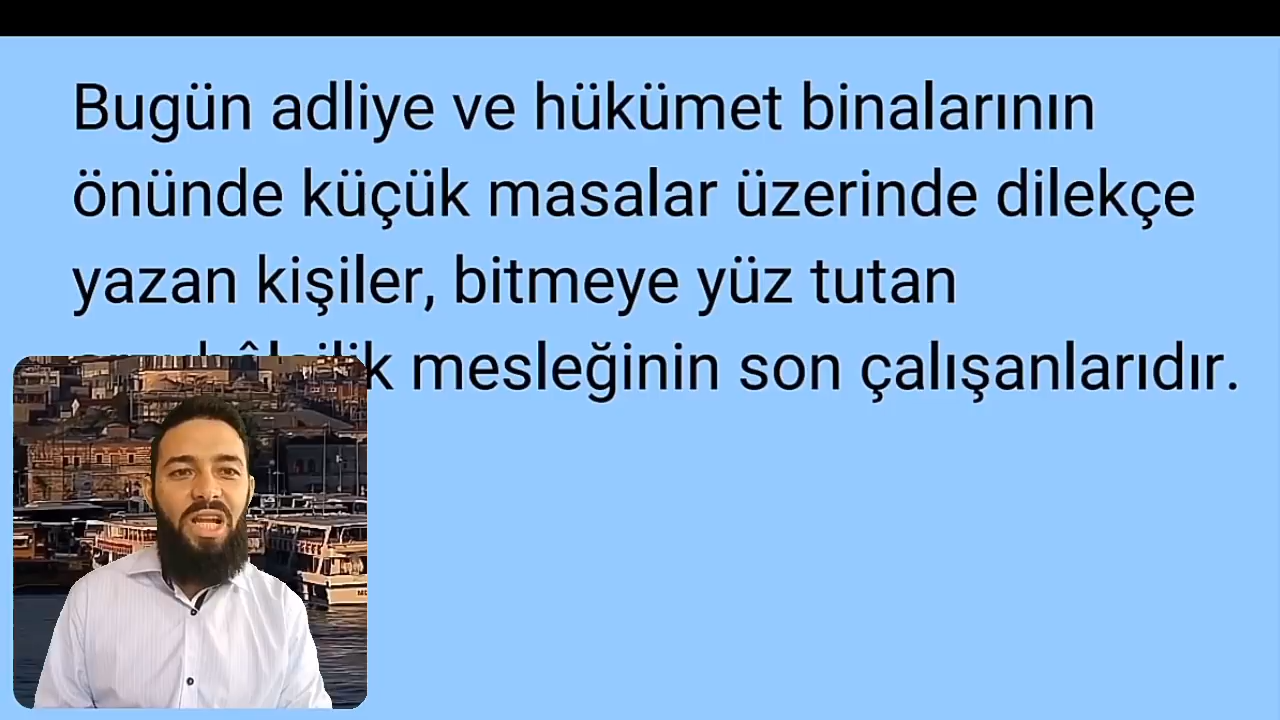 Bugün adliye ve hükümet binalarının
önünde küçük masalar üzerinde dilekçe
yazan kişiler, bitmeye yüz tutan
mesleğinin son çalışanlarıdır.